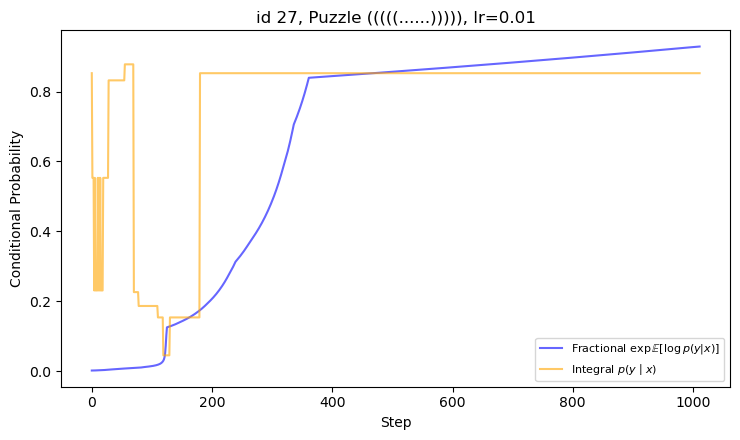 id 27, Puzzle (((((......))))), lr=0.01
Conditional Probability
0.8
0.6
0.4
0.2
0.0
0
200
400
600
800
1000
Step
Fractional exp 𝔼[log p(y|x)]
Integral p(y | x)